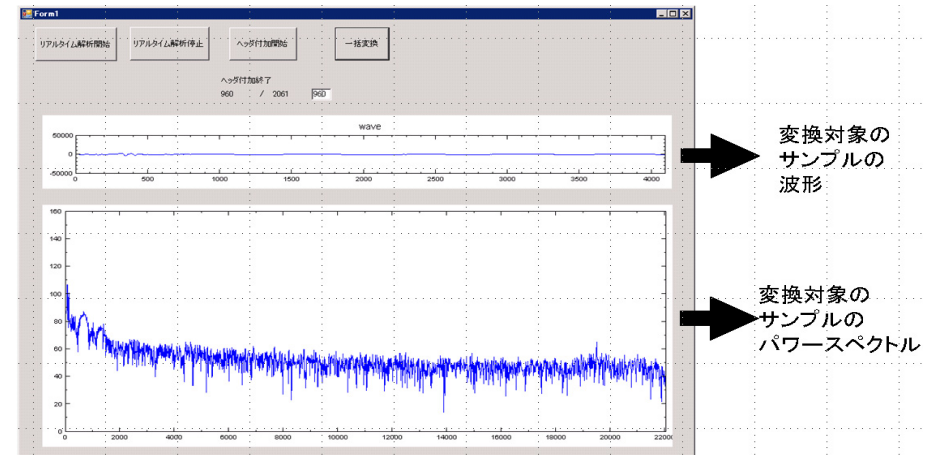 Form1
リアルタイム解析開始 リアルタイム解析停止 ヘッダ付加開始 一括変換
ヘッダ付加終了
960 / 2061 960
wave
50000
0
-50000
0 500 1000 1500 2000 2500 3000 3500 4000
変換対象の
サンプルの
波形
160
140
120
100
80
60
40
20
0
0 2000 4000 6000 8000 10000 12000 14000 16000 18000 20000 22000
変換対象の
サンプルの
パワースペクトル